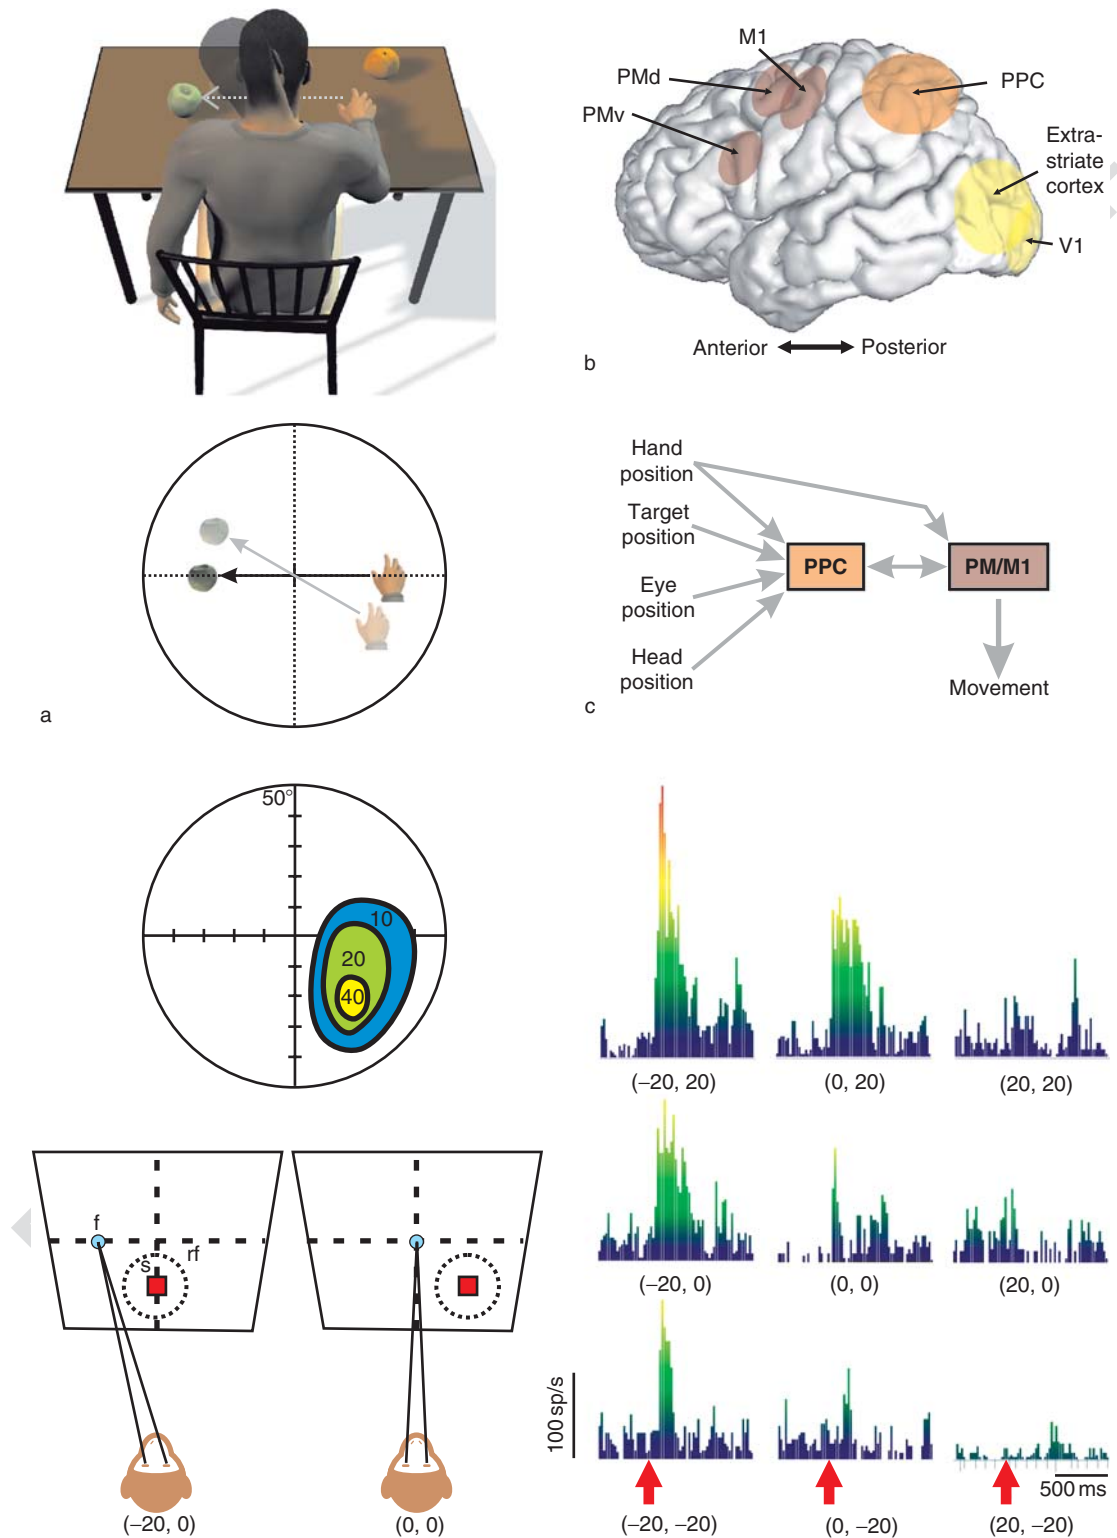 M1
PMd
PMv
PPC
Extra-
striate
cortex
V1
Anterior
Posterior
b
Hand
position
Target
position
Eye
position
Head
position
PPC
PM/M1
Movement
a
c
50°
10
20
40
(–20, 20)
(0, 20)
(20, 20)
f
s
rf
(–20, 0)
(0, 0)
(20, 0)
100 sp/s
500 ms
(–20, 0)
(0, 0)
(–20, –20)
(0, –20)
(20, –20)